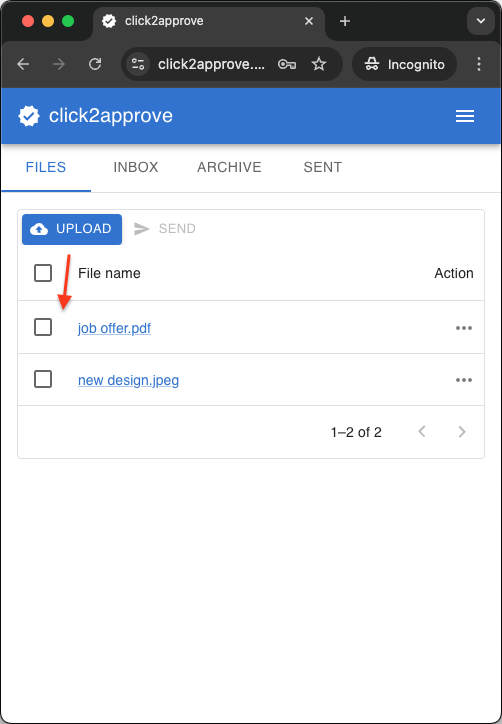 click2approve
click2approve....
Incognito
click2approve
FILES INBOX ARCHIVE SENT
UPLOAD SEND
File name Action
job offer.pdf
new design.jpeg
1–2 of 2